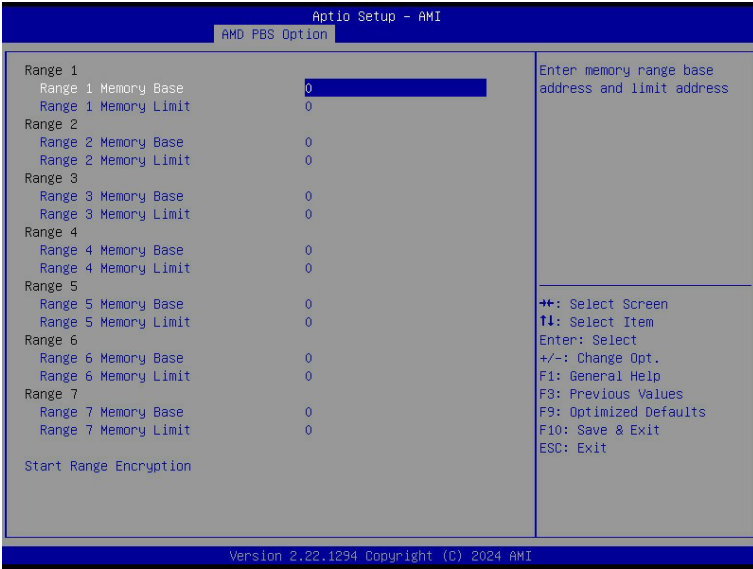 Aptio Setup - AMI
AMD PBS Option
Range 1
Range 1 Memory Base 0
Range 1 Memory Limit 0
Range 2
Range 2 Memory Base 0
Range 2 Memory Limit 0
Range 3
Range 3 Memory Base 0
Range 3 Memory Limit 0
Range 4
Range 4 Memory Base 0
Range 4 Memory Limit 0
Range 5
Range 5 Memory Base 0
Range 5 Memory Limit 0
Range 6
Range 6 Memory Base 0
Range 6 Memory Limit 0
Range 7
Range 7 Memory Base 0
Range 7 Memory Limit 0
Start Range Encryption
Enter memory range base
address and limit address
→←: Select Screen
↑↓: Select Item
Enter: Select
+/-: Change Opt.
F1: General Help
F3: Previous Values
F9: Optimized Defaults
F10: Save & Exit
ESC: Exit
Version 2.22.1294 Copyright (C) 2024 AMI